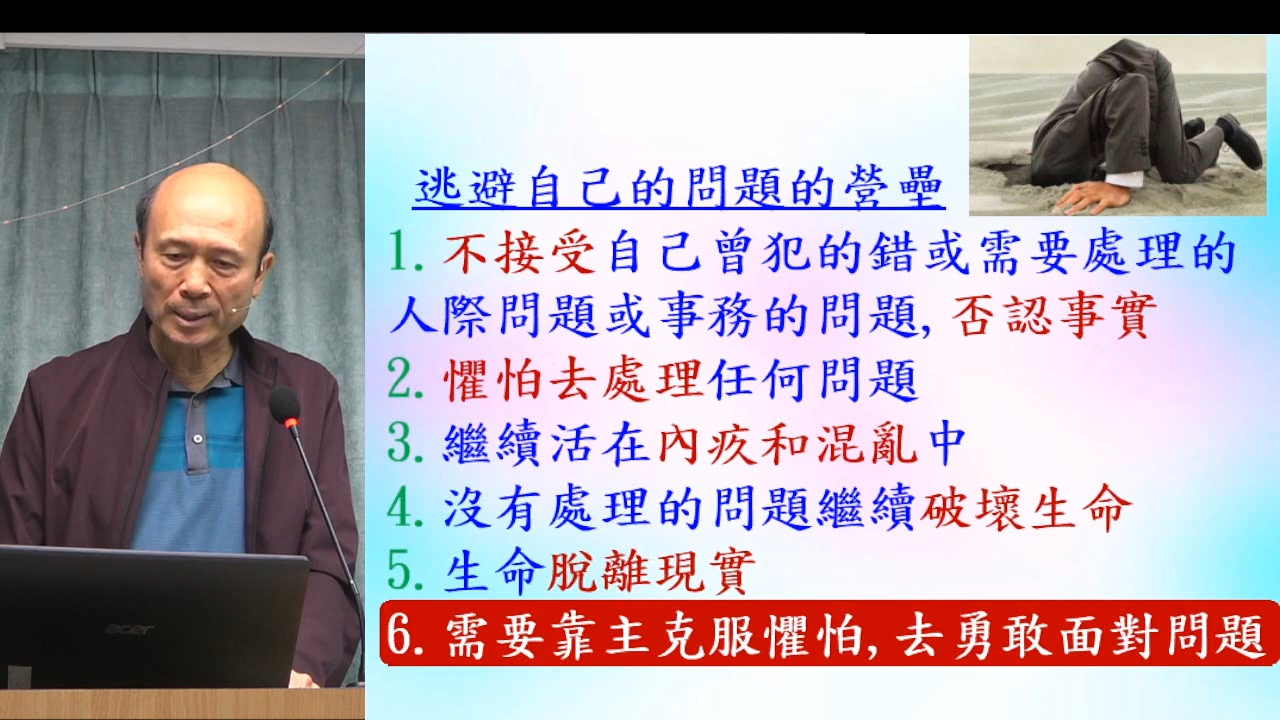 逃避自己的問題的營壘
1. 不接受自己曾犯的錯或需要處理的
人際問題或事務的問題, 否認事實
2. 懼怕去處理任何問題
3. 繼續活在內疚和混亂中
4. 沒有處理的問題繼續破壞生命
5. 生命脫離現實
6. 需要靠主克服懼怕, 去勇敢面對問題
acer